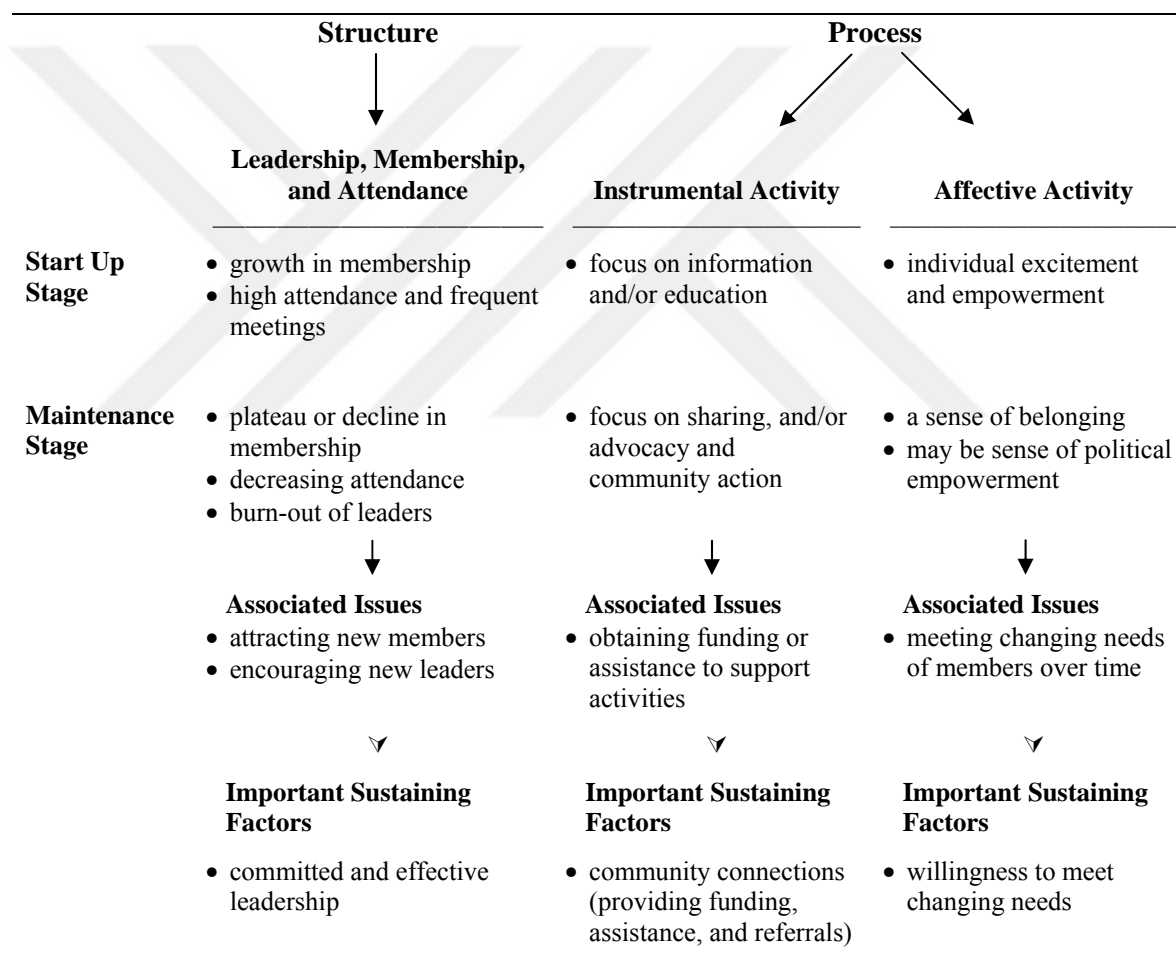 Structure
Process
Leadership, Membership,
and Attendance
Instrumental Activity
Affective Activity
Start Up
Stage
• growth in membership
• high attendance and frequent
meetings
• focus on information
and/or education
• individual excitement
and empowerment
Maintenance
Stage
• plateau or decline in
membership
• decreasing attendance
• burn-out of leaders
• focus on sharing, and/or
advocacy and
community action
• a sense of belonging
• may be sense of political
empowerment
Associated Issues
• attracting new members
• encouraging new leaders
Associated Issues
• obtaining funding or
assistance to support
activities
Associated Issues
• meeting changing needs
of members over time
Important Sustaining
Factors
• committed and effective
leadership
Important Sustaining
Factors
• community connections
(providing funding,
assistance, and referrals)
Important Sustaining
Factors
• willingness to meet
changing needs